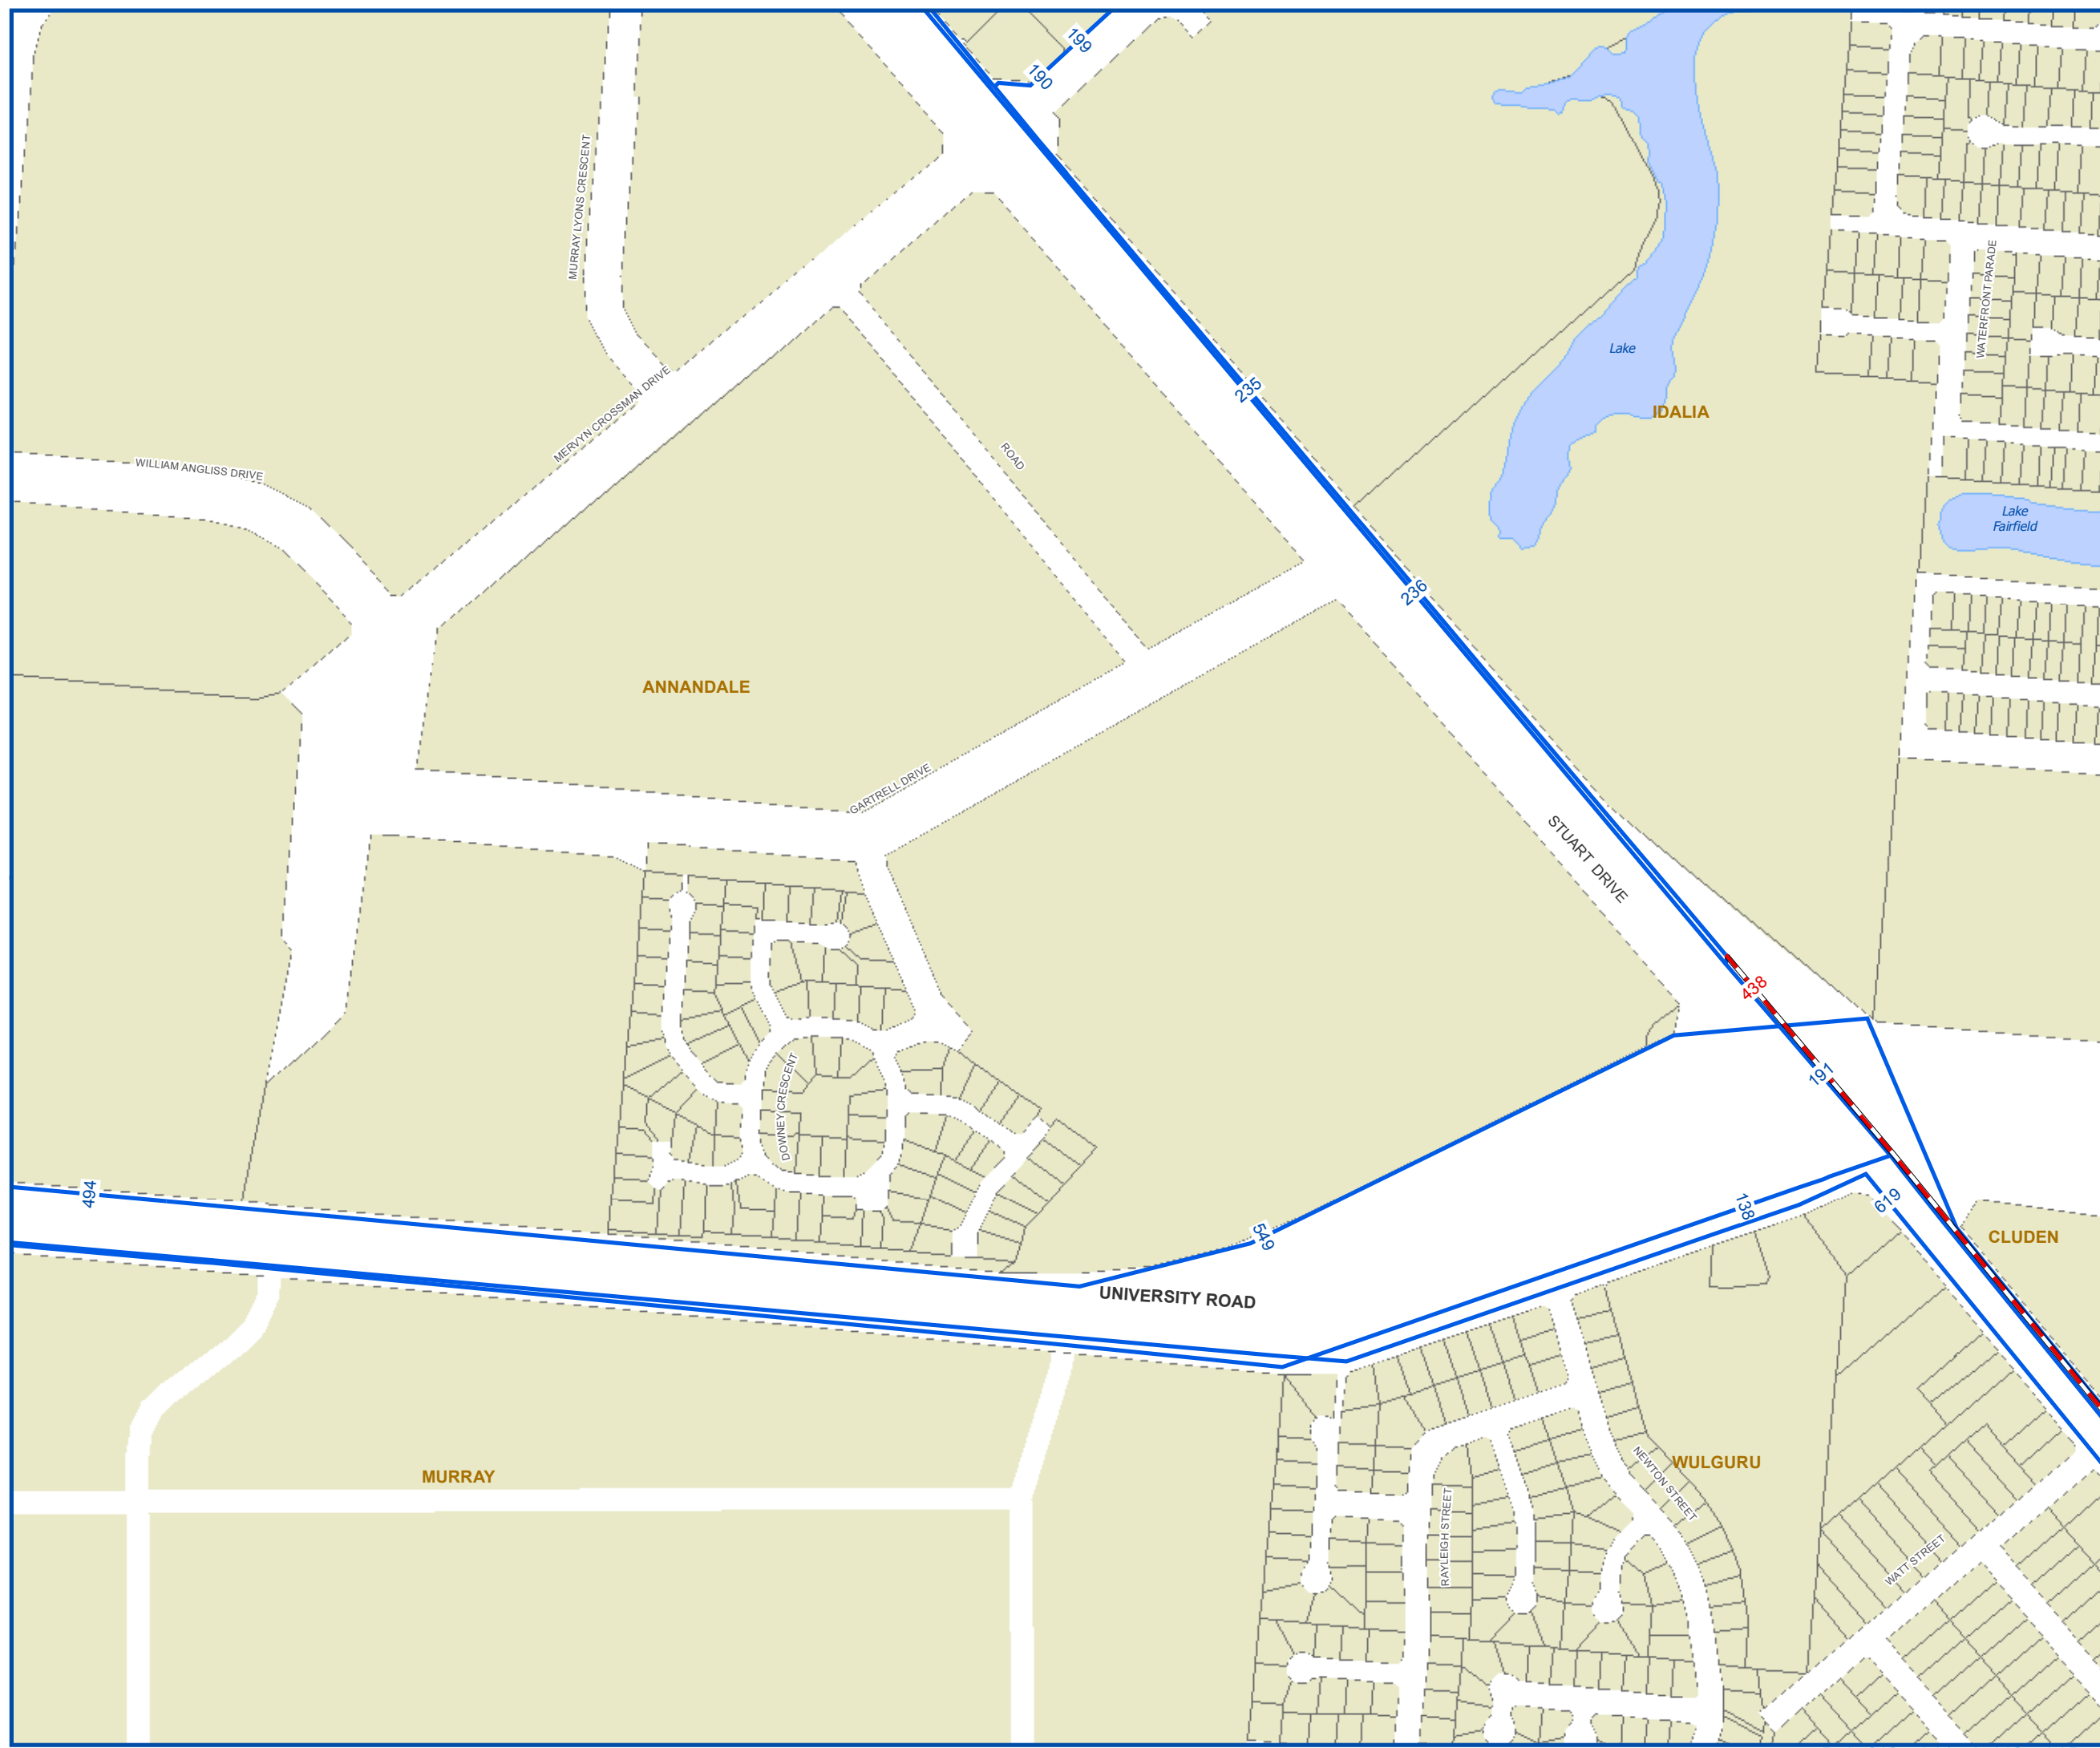 199
190
MURRAY LYONS CRESCENT
WATERFRONT PARADE
Lake
235
IDALIA
MERVYN CROSSMAN DRIVE
ROAD
WILLIAM ANGLISS DRIVE
Lake
Fairfield
236
ANNANDALE
GARTRELL DRIVE
STUART DRIVE
438
191
DOWNEY CRESCENT
494
138
619
549
CLUDEN
UNIVERSITY ROAD
MURRAY
WULGURU
NEWTON STREET
RAYLEIGH STREET
WATT STREET